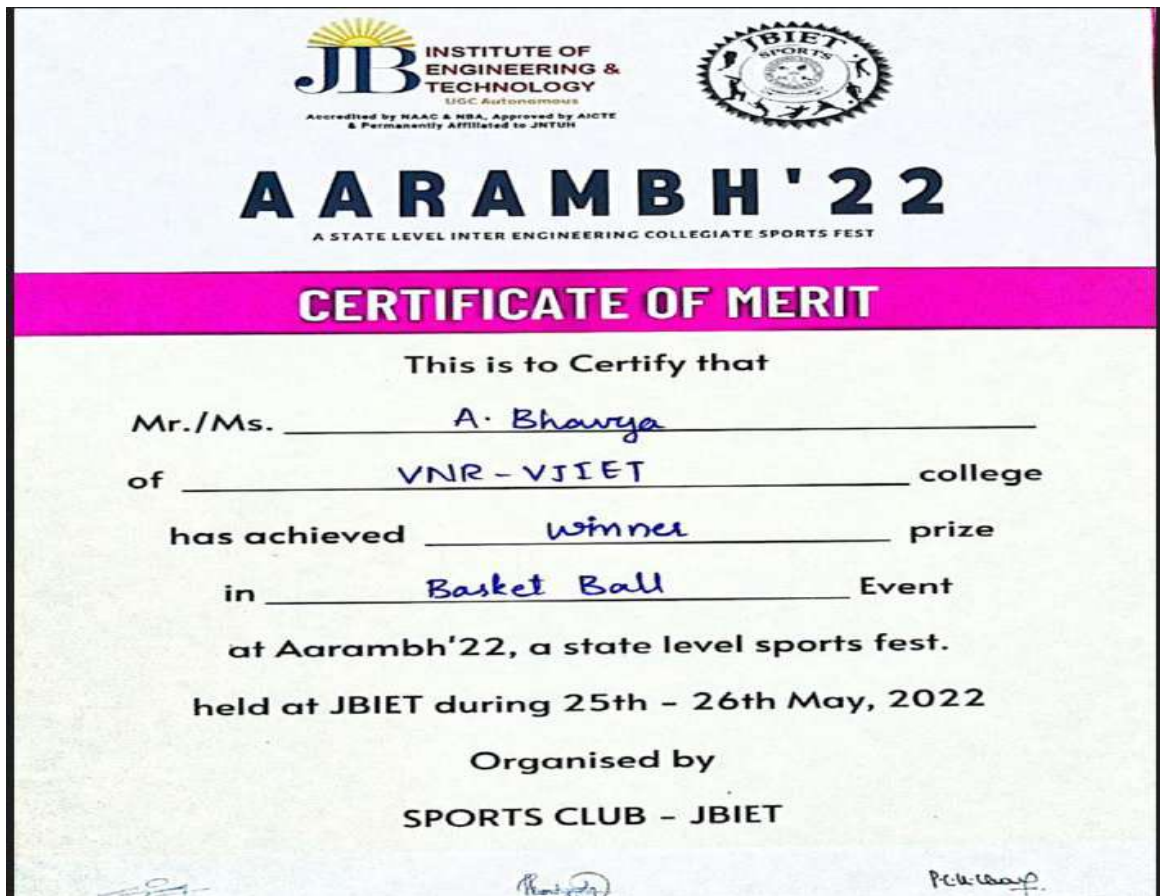 JB INSTITUTE OF
ENGINEERING &
TECHNOLOGY
UGC Autonomous
Accredited by NAAC & NBA, Approved by AICTE
& Permanently Affiliated to JNTUH
JBIET
SPORTS
AARAMBH'22
A STATE LEVEL INTER ENGINEERING COLLEGIATE SPORTS FEST
CERTIFICATE OF MERIT
This is to Certify that
Mr./Ms. A. Bhavya
of VNR-VJIET college
has achieved Winner prize
in Basket Ball Event
at Aarambh'22, a state level sports fest.
held at JBIET during 25th - 26th May, 2022
Organised by
SPORTS CLUB - JBIET